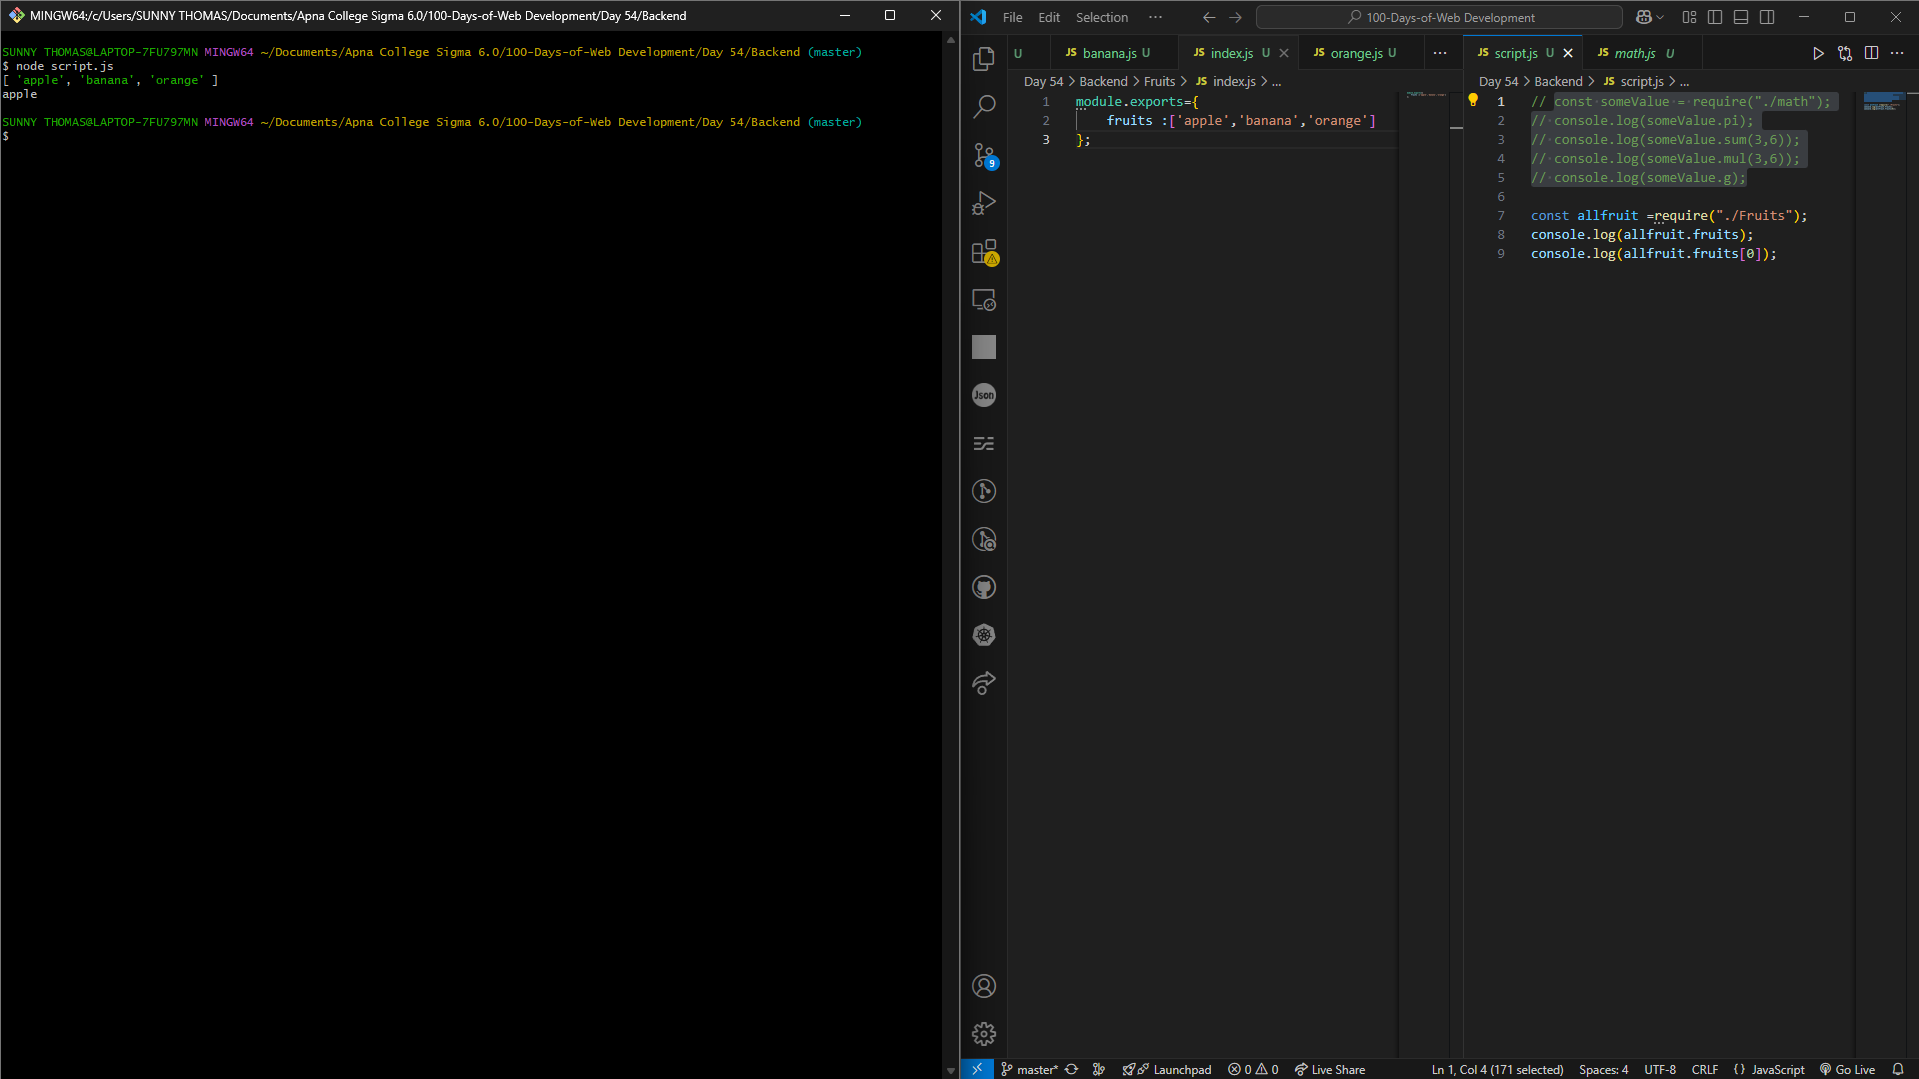 MINGW64:/c/Users/SUNNY THOMAS/Documents/Apna College Sigma 6.0/100-Days-of-Web Development/Day 54/Backend
SUNNY THOMAS@LAPTOP-7FU797MN MINGW64 ~/Documents/Apna College Sigma 6.0/100-Days-of-Web Development/Day 54/Backend (master)
$ node script.js
[ 'apple', 'banana', 'orange' ]
apple
SUNNY THOMAS@LAPTOP-7FU797MN MINGW64 ~/Documents/Apna College Sigma 6.0/100-Days-of-Web Development/Day 54/Backend (master)
$
File Edit Selection ··· 100-Days-of-Web Development
U JS banana.js U JS index.js U JS orange.js U ···
Day 54 > Backend > Fruits > JS index.js > ...
1 module.exports={
2 fruits :['apple','banana','orange']
3 };
JS script.js U JS math.js U ···
Day 54 > Backend > JS script.js > ...
1 // const someValue = require("./math");
2 // console.log(someValue.pi);
3 // console.log(someValue.sum(3,6));
4 // console.log(someValue.mul(3,6));
5 // console.log(someValue.g);
6
7 const allfruit =require("./Fruits");
8 console.log(allfruit.fruits);
9 console.log(allfruit.fruits[0]);
9
Json
master* Launchpad 0 0 Live Share Ln 1, Col 4 (171 selected) Spaces: 4 UTF-8 CRLF {} JavaScript Go Live